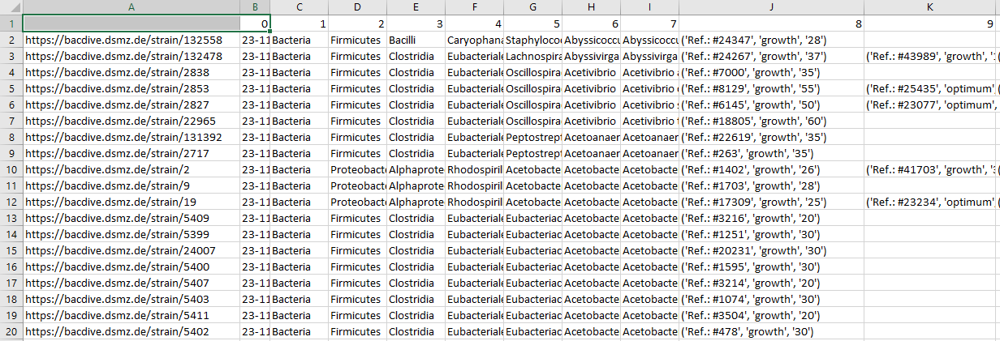 A B C D E F G H I J K
1 0 1 2 3 4 5 6 7 8 9
2 https://bacdive.dsmz.de/strain/132558 23-11 Bacteria Firmicutes Bacilli Caryophana Staphyloco Abyssicoccu Abyssicoccu ('Ref.: #24347', 'growth', '28')
3 https://bacdive.dsmz.de/strain/132478 23-11 Bacteria Firmicutes Clostridia Eubacteriale Lachnospira Abyssivirga Abyssivirga ('Ref.: #24267', 'growth', '37') ('Ref.: #43989', 'growth', '
4 https://bacdive.dsmz.de/strain/2838 23-11 Bacteria Firmicutes Clostridia Eubacteriale Oscillospira Acetivibrio Acetivibrio ('Ref.: #7000', 'growth', '35')
5 https://bacdive.dsmz.de/strain/2853 23-11 Bacteria Firmicutes Clostridia Eubacteriale Oscillospira Acetivibrio Acetivibrio ('Ref.: #8129', 'growth', '55') ('Ref.: #25435', 'optimum'
6 https://bacdive.dsmz.de/strain/2827 23-11 Bacteria Firmicutes Clostridia Eubacteriale Oscillospira Acetivibrio Acetivibrio ('Ref.: #6145', 'growth', '50') ('Ref.: #23077', 'optimum',
7 https://bacdive.dsmz.de/strain/22965 23-11 Bacteria Firmicutes Clostridia Eubacteriale Oscillospira Acetivibrio Acetivibrio ('Ref.: #18805', 'growth', '60')
8 https://bacdive.dsmz.de/strain/131392 23-11 Bacteria Firmicutes Clostridia Eubacteriale Peptostrept Acetoanaer Acetoanaer ('Ref.: #22619', 'growth', '35')
9 https://bacdive.dsmz.de/strain/2717 23-11 Bacteria Firmicutes Clostridia Eubacteriale Peptostrept Acetoanaer Acetoanaer ('Ref.: #263', 'growth', '35')
10 https://bacdive.dsmz.de/strain/2 23-11 Bacteria Proteobacte Alphaprote Rhodospiril Acetobacte Acetobacte Acetobacte ('Ref.: #1402', 'growth', '26') ('Ref.: #41703', 'growth', '
11 https://bacdive.dsmz.de/strain/9 23-11 Bacteria Proteobacte Alphaprote Rhodospiril Acetobacte Acetobacte Acetobacte ('Ref.: #1703', 'growth', '28')
12 https://bacdive.dsmz.de/strain/19 23-11 Bacteria Proteobacte Alphaprote Rhodospiril Acetobacte Acetobacte Acetobacte ('Ref.: #17309', 'growth', '25') ('Ref.: #23234', 'optimum'
13 https://bacdive.dsmz.de/strain/5409 23-11 Bacteria Firmicutes Clostridia Eubacteriale Eubacteriac Acetobacte Acetobacte ('Ref.: #3216', 'growth', '20')
14 https://bacdive.dsmz.de/strain/5399 23-11 Bacteria Firmicutes Clostridia Eubacteriale Eubacteriac Acetobacte Acetobacte ('Ref.: #1251', 'growth', '30')
15 https://bacdive.dsmz.de/strain/24007 23-11 Bacteria Firmicutes Clostridia Eubacteriale Eubacteriac Acetobacte Acetobacte ('Ref.: #20231', 'growth', '30')
16 https://bacdive.dsmz.de/strain/5400 23-11 Bacteria Firmicutes Clostridia Eubacteriale Eubacteriac Acetobacte Acetobacte ('Ref.: #1595', 'growth', '30')
17 https://bacdive.dsmz.de/strain/5407 23-11 Bacteria Firmicutes Clostridia Eubacteriale Eubacteriac Acetobacte Acetobacte ('Ref.: #3214', 'growth', '20')
18 https://bacdive.dsmz.de/strain/5403 23-11 Bacteria Firmicutes Clostridia Eubacteriale Eubacteriac Acetobacte Acetobacte ('Ref.: #1074', 'growth', '30')
19 https://bacdive.dsmz.de/strain/5411 23-11 Bacteria Firmicutes Clostridia Eubacteriale Eubacteriac Acetobacte Acetobacte ('Ref.: #3504', 'growth', '20')
20 https://bacdive.dsmz.de/strain/5402 23-11 Bacteria Firmicutes Clostridia Eubacteriale Eubacteriac Acetobacte Acetobacte ('Ref.: #478', 'growth', '30')